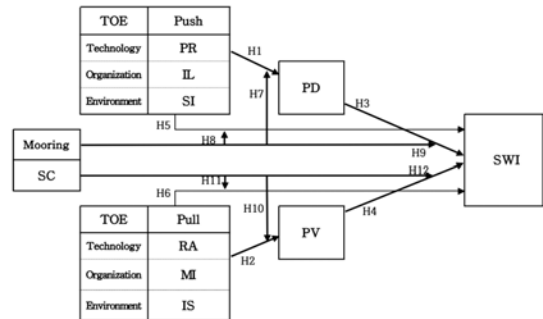 TOE Push
Technology PR
Organization IL
Environment SI
H1
H7
PD
H3
H5
H8
Mooring
SC
H9
H12
SWI
H11
H6
H10
H4
TOE Pull
Technology RA
Organization MI
Environment IS
H2
PV